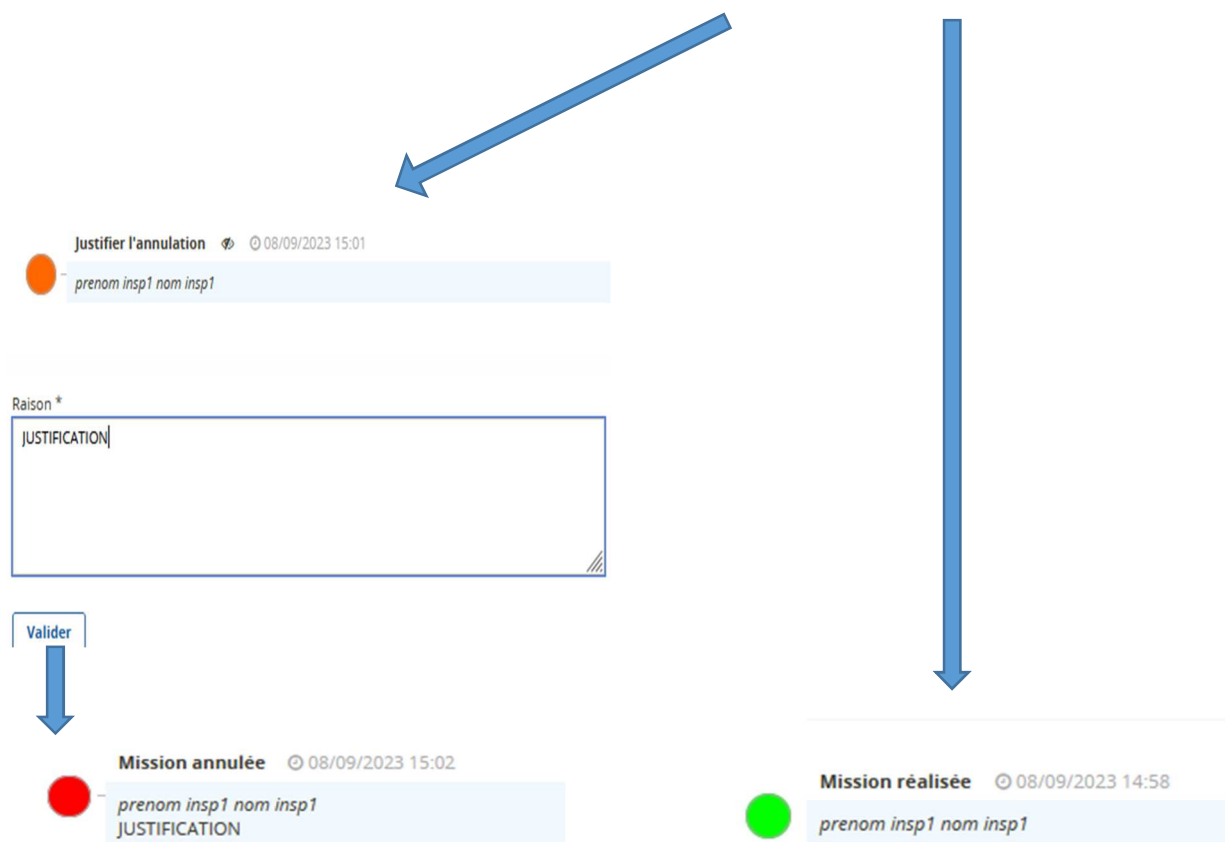 Justifier l'annulation 08/09/2023 15:01
prenom insp1 nom insp1
Raison *
JUSTIFICATION
Valider
Mission annulée 08/09/2023 15:02
prenom insp1 nom insp1
JUSTIFICATION
Mission réalisée 08/09/2023 14:58
prenom insp1 nom insp1